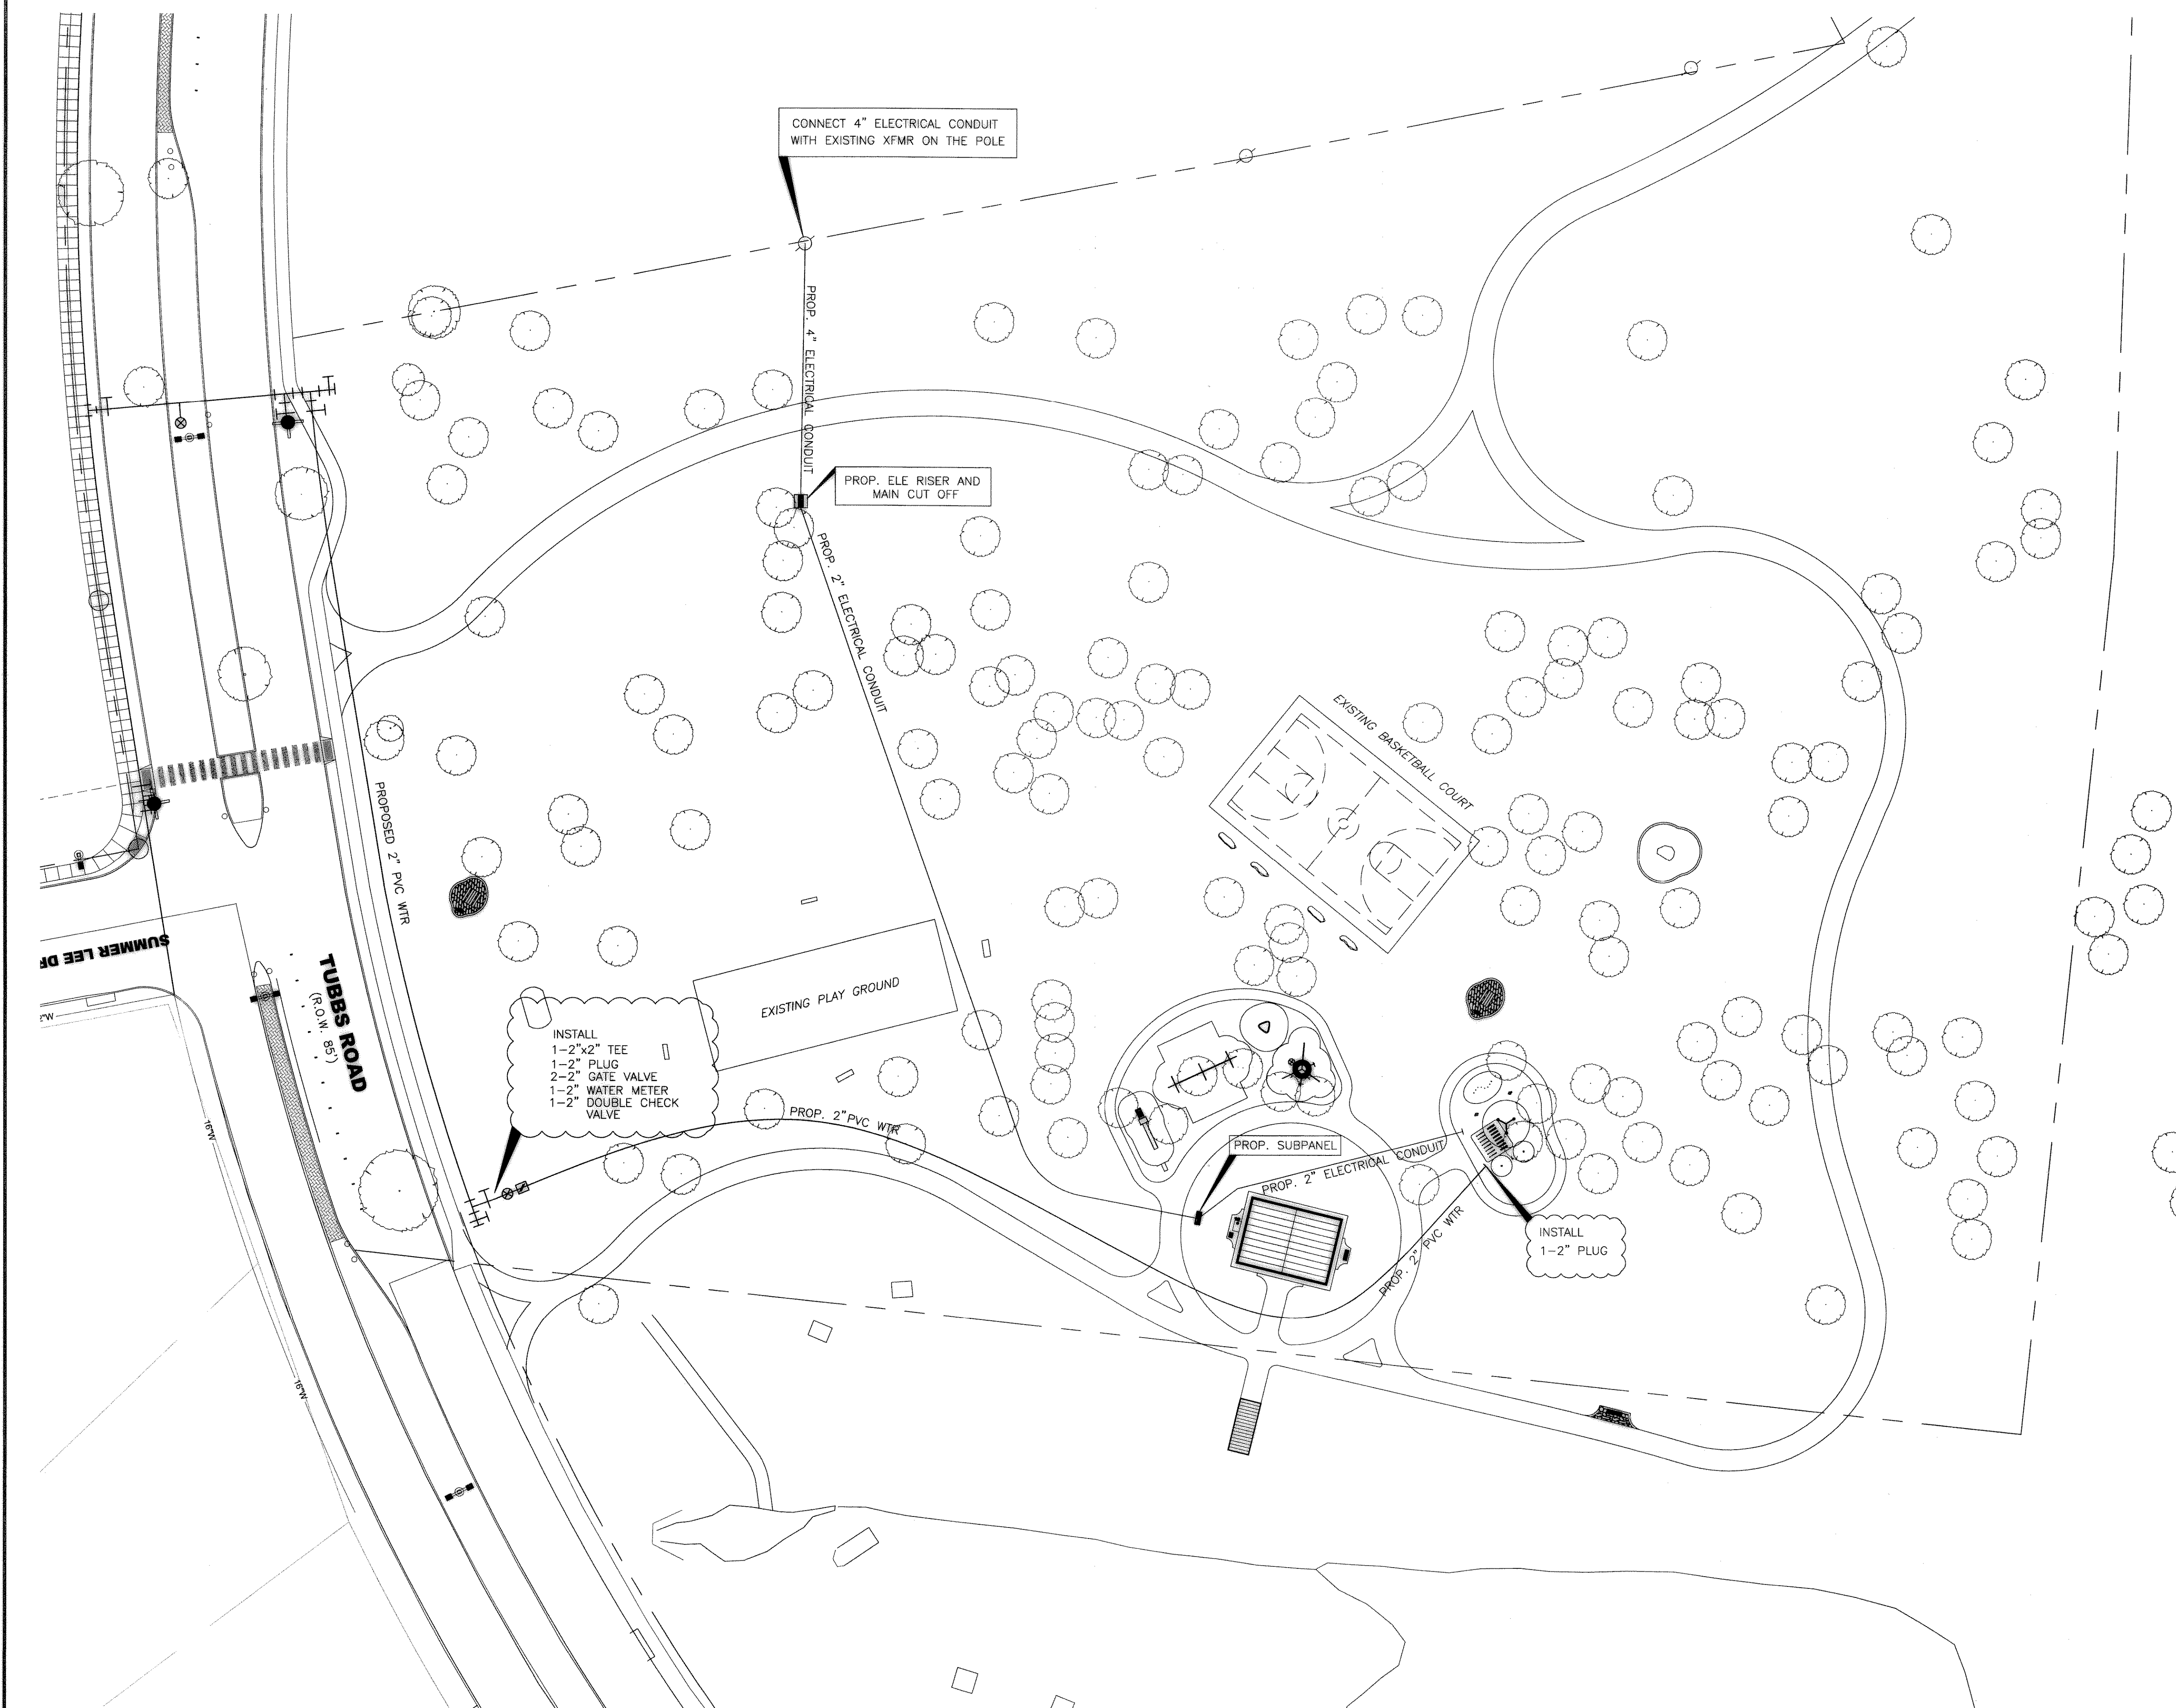 CONNECT 4" ELECTRICAL CONDUIT
WITH EXISTING XFMR ON THE POLE
PROP. 4" ELECTRICAL CONDUIT
PROP. ELE RISER AND
MAIN CUT OFF
PROP. 2" ELECTRICAL CONDUIT
EXISTING BASKETBALL COURT
PROPOSED 2" PVC WTR
SUMMER LEE DR
TUBBS ROAD
(R.O.W. 85')
2"W
16"W
16"W
EXISTING PLAY GROUND
INSTALL
1-2"x2" TEE
1-2" PLUG
2-2" GATE VALVE
1-2" WATER METER
1-2" DOUBLE CHECK
VALVE
PROP. 2" PVC WTR
PROP. SUBPANEL
PROP. 2" ELECTRICAL CONDUIT
PROP. 2" PVC WTR
INSTALL
1-2" PLUG